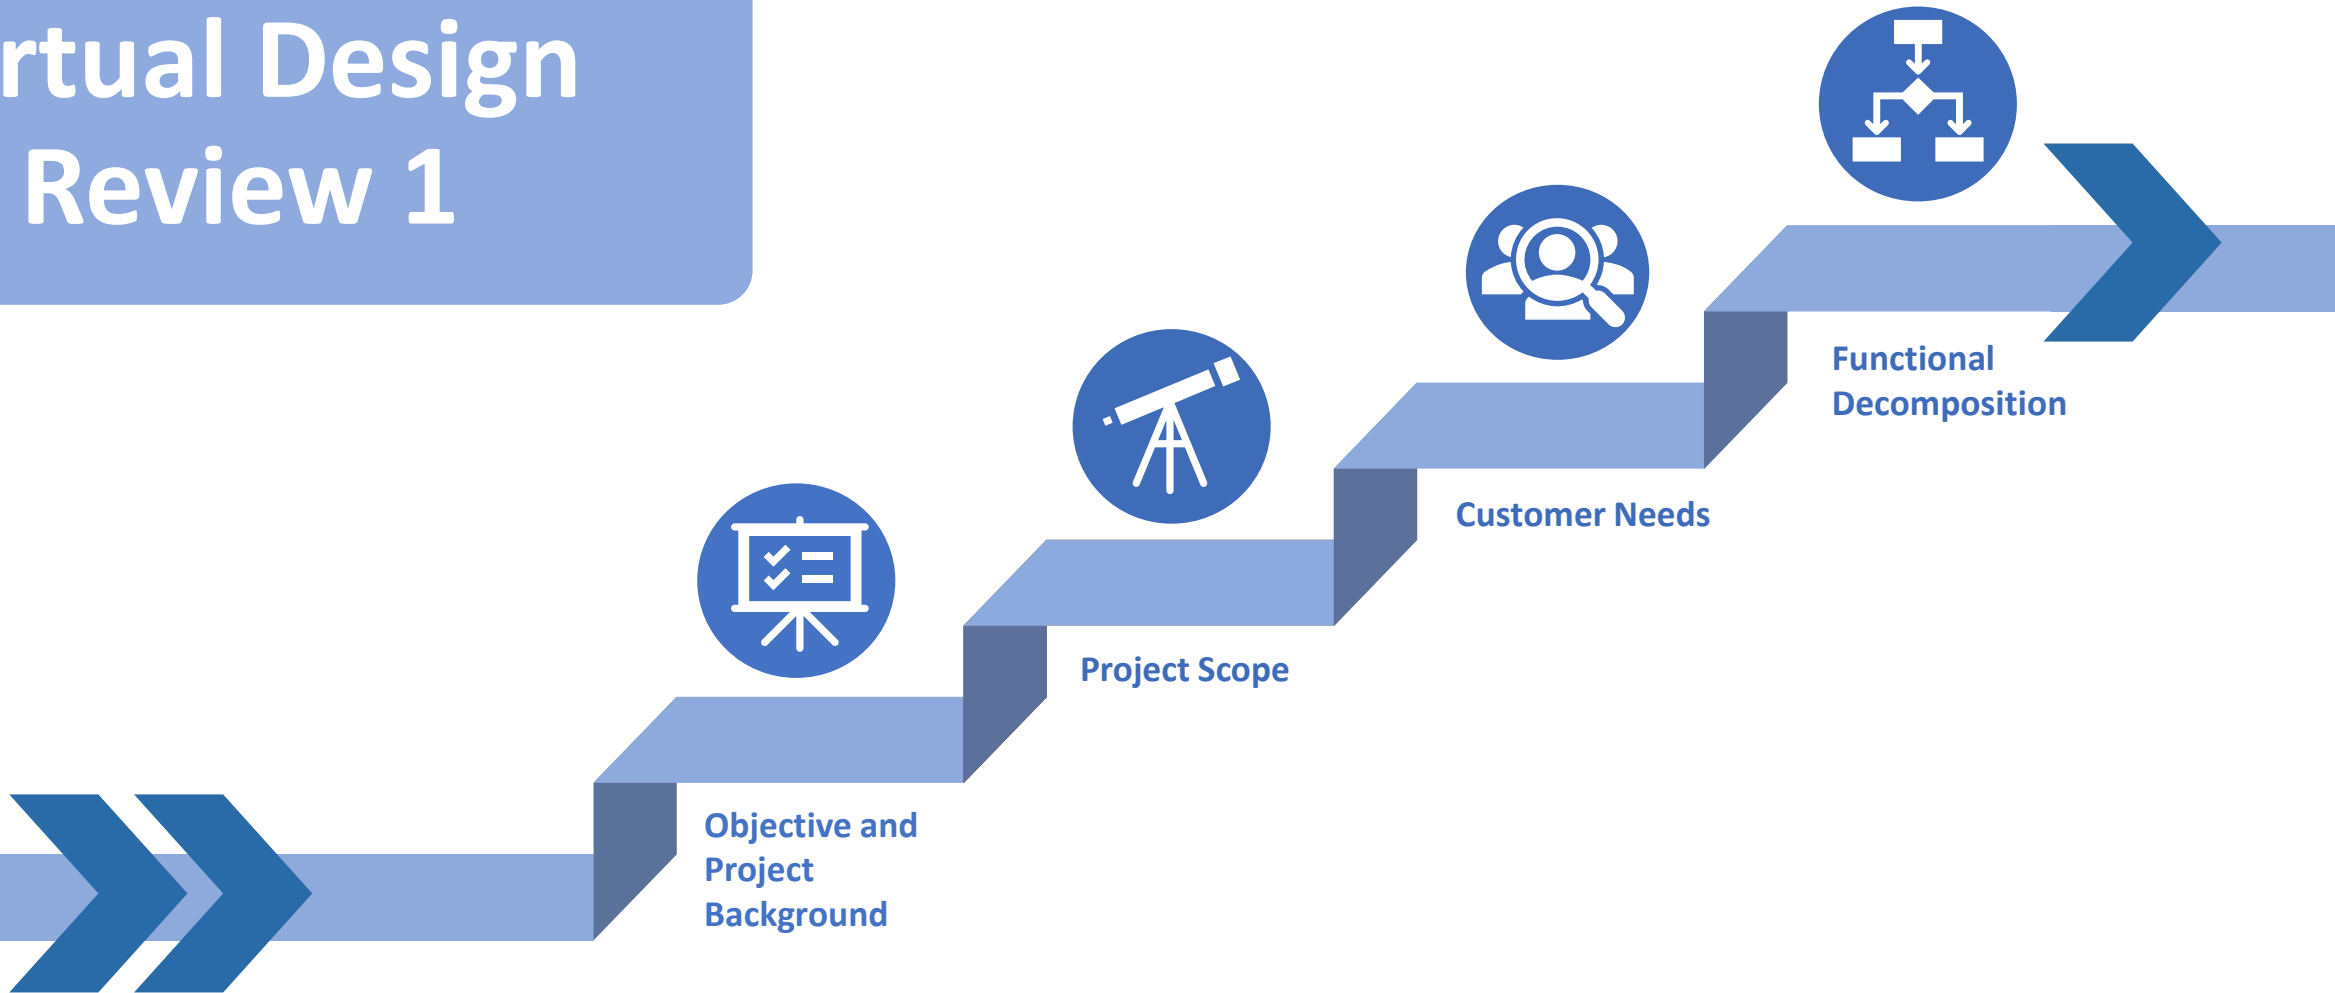 rtual Design
Review 1
Functional
Decomposition
Customer Needs
Project Scope
Objective and
Project
Background